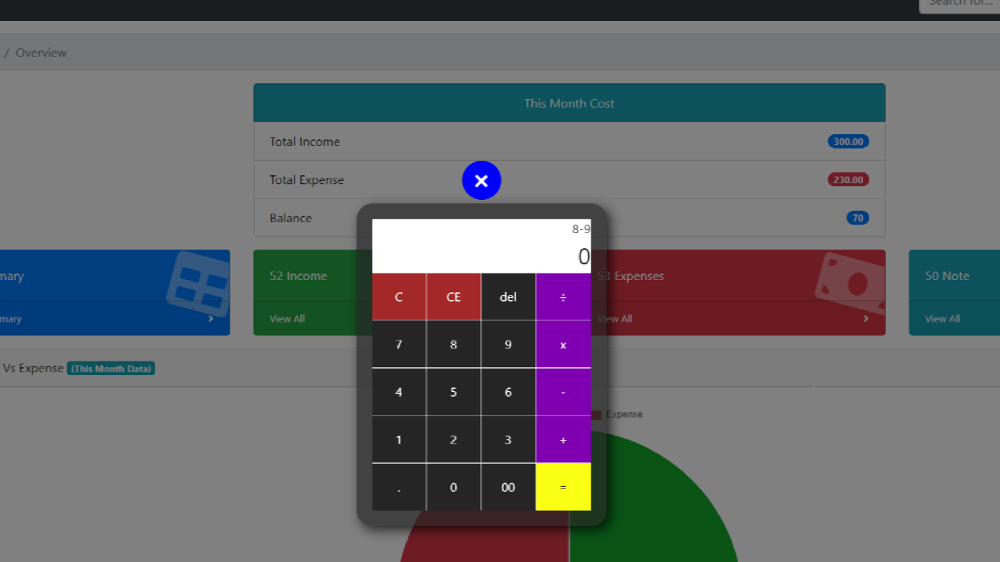 Search for...
/ Overview
This Month Cost
Total Income 300.00
Total Expense 230.00
Balance 70
8-9
0
mary
52 Income
53 Expenses
50 Note
mary
View All
View All
View All
C CE del ÷
7 8 9 x
4 5 6 -
1 2 3 +
. 0 00 =
Vs Expense (This Month Data)
Expense